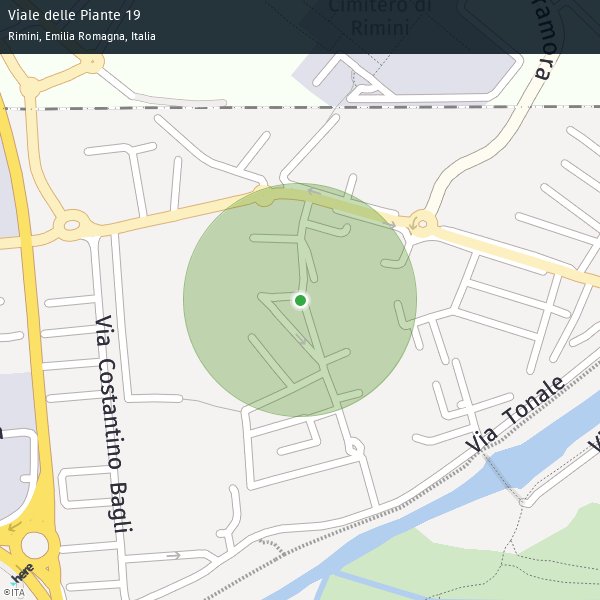 Viale delle Piante 19
Rimini, Emilia Romagna, Italia
Cimitero di
Rimini
Via Costantino Bagli
Via Tonale
here
©ITA